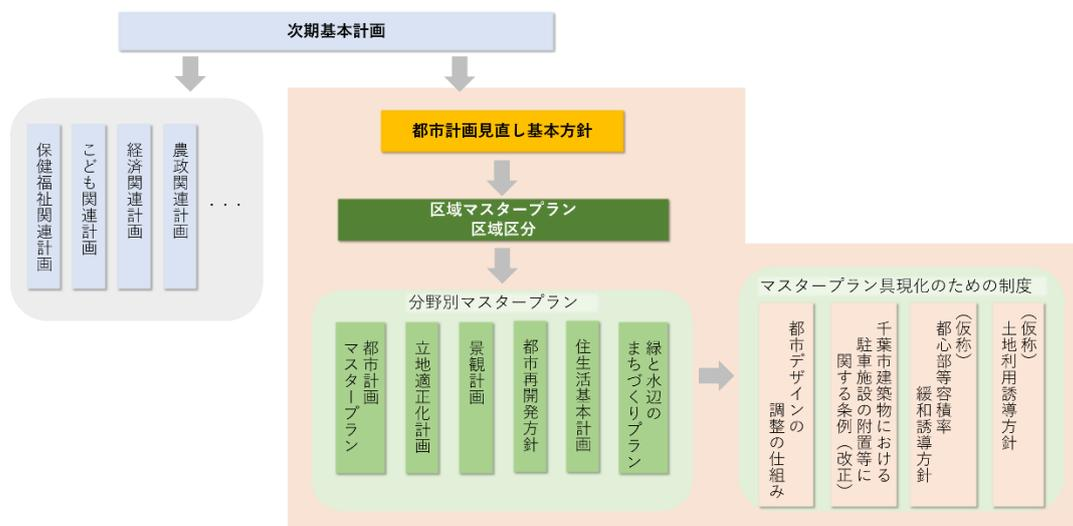 次期基本計画
保健福祉関連計画
こども関連計画
経済関連計画
農政関連計画
・・・
都市計画見直し基本方針
区域マスタープラン
区域区分
分野別マスタープラン
都市計画
マスタープラン
立地適正化計画
景観計画
都市再開発方針
住生活基本計画
緑と水辺の
まちづくりプラン
マスタープラン具現化のための制度
都市デザインの
調整の仕組み
千葉市建築物における
駐車施設の附置等に
関する条例（改正）
（仮称）
都心部等容積率
緩和誘導方針
（仮称）
土地利用誘導方針